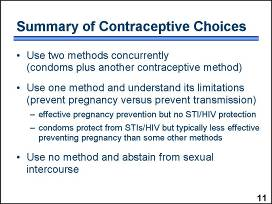 Summary of Contraceptive Choices
• Use two methods concurrently
(condoms plus another contraceptive method)
• Use one method and understand its limitations
(prevent pregnancy versus prevent transmission)
– effective pregnancy prevention but no STI/HIV protection
– condoms protect from STIs/HIV but typically less effective
preventing pregnancy than some other methods
• Use no method and abstain from sexual
intercourse
11